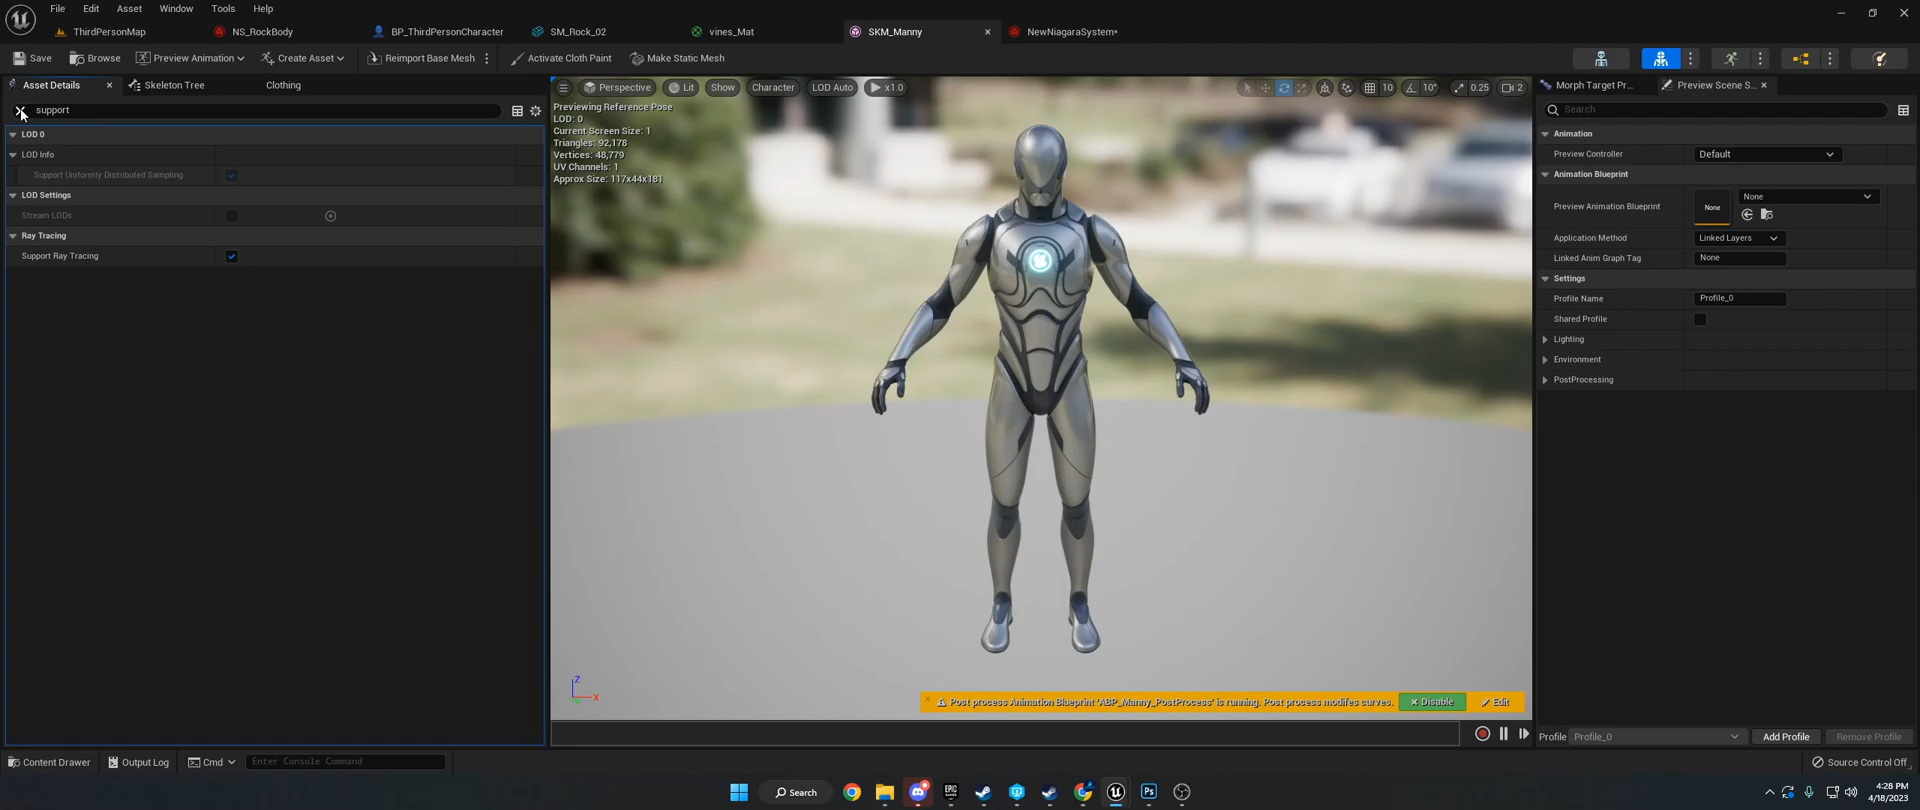 File Edit Asset Window Tools Help
ThirdPersonMap NS_RockBody BP_ThirdPersonCharacter SM_Rock_02 vines_Mat SKM_Manny NewNiagaraSystem*
Save Browse Preview Animation Create Asset Reimport Base Mesh Activate Cloth Paint Make Static Mesh
Asset Details Skeleton Tree Clothing
support
LOD 0
LOD Info
Support Uniformly Distributed Sampling
LOD Settings
Stream LODs
Ray Tracing
Support Ray Tracing
Perspective Lit Show Character LOD Auto x1.0 10 10° 0.25 2
Previewing Reference Pose
LOD: 0
Current Screen Size: 1
Triangles: 92,178
Vertices: 48,779
UV Channels: 1
Approx Size: 117x44x181
Z
X
Post process Animation Blueprint 'ABP_Manny_PostProcess' is running. Post process modifes curves. Disable Edit
Morph Target Pr... Preview Scene S...
Search
Animation
Preview Controller Default
Animation Blueprint
Preview Animation Blueprint None None
Application Method Linked Layers
Linked Anim Graph Tag None
Settings
Profile Name Profile_0
Shared Profile
Lighting
Environment
PostProcessing
Profile Profile_0 Add Profile Remove Profile
Content Drawer Output Log Cmd Enter Console Command Source Control Off
Search
4:28 PM
4/18/2023